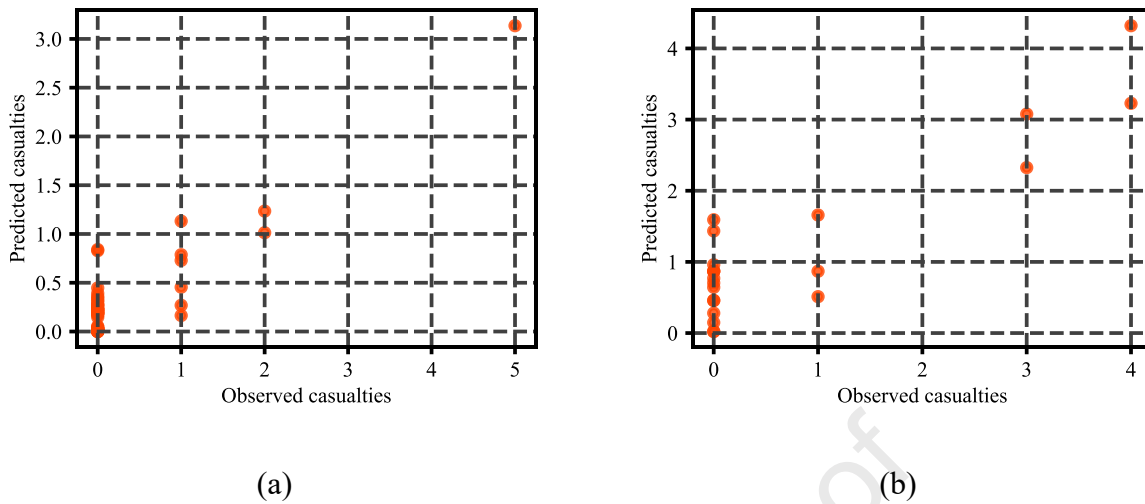 3.0
2.5
2.0
1.5
1.0
0.5
0.0
Predicted casualties
0 1 2 3 4 5
Observed casualties
(a)
4
3
2
1
0
Predicted casualties
0 1 2 3 4
Observed casualties
(b)
of